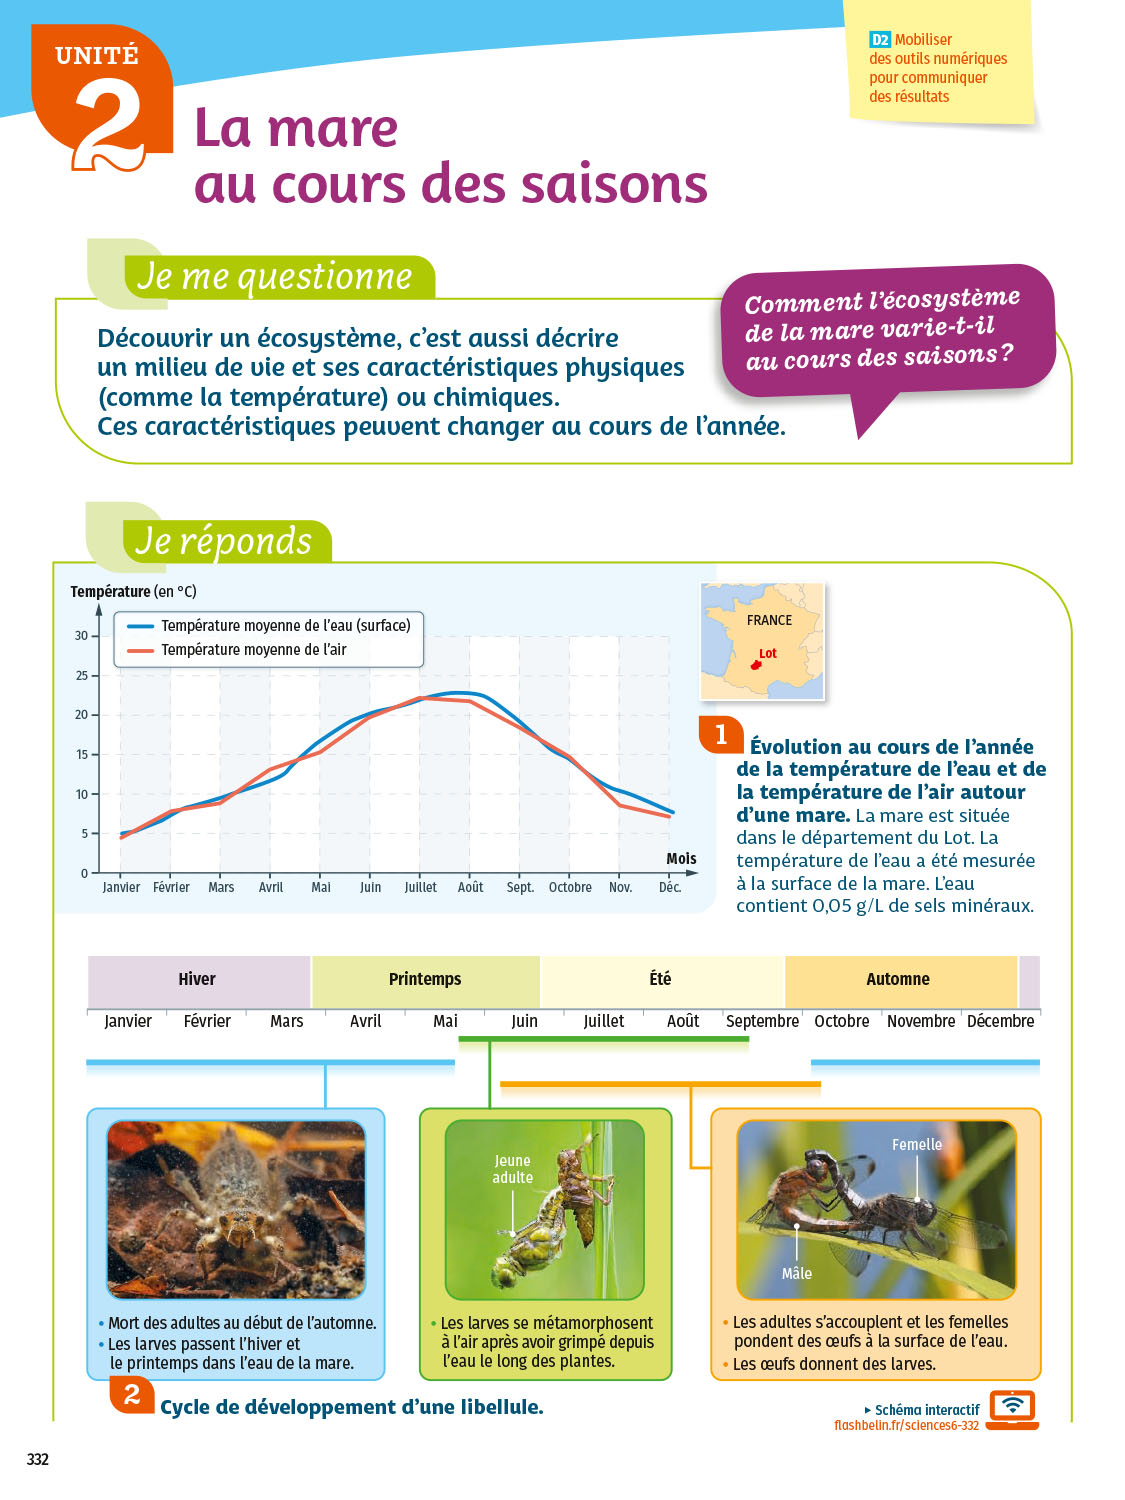 UNITÉ
2
D2 Mobiliser
des outils numériques
pour communiquer
des résultats
La mare
au cours des saisons
Je me questionne
Découvrir un écosystème, c'est aussi décrire
un milieu de vie et ses caractéristiques physiques
(comme la température) ou chimiques.
Ces caractéristiques peuvent changer au cours de l'année.
Comment l'écosystème
de la mare varie-t-il
au cours des saisons ?
Je réponds
Température (en °C)
Température moyenne de l'eau (surface)
Température moyenne de l'air
30
25
20
15
10
5
0
Mois
Janvier Février Mars Avril Mai Juin Juillet Août Sept. Octobre Nov. Déc.
FRANCE
Lot
1 Évolution au cours de l'année
de la température de l'eau et de
la température de l'air autour
d'une mare. La mare est située
dans le département du Lot. La
température de l'eau a été mesurée
à la surface de la mare. L'eau
contient 0,05 g/L de sels minéraux.
Hiver Printemps Été Automne
Janvier Février Mars Avril Mai Juin Juillet Août Septembre Octobre Novembre Décembre
• Mort des adultes au début de l'automne.
• Les larves passent l'hiver et
le printemps dans l'eau de la mare.
Jeune
adulte
• Les larves se métamorphosent
à l'air après avoir grimpé depuis
l'eau le long des plantes.
Femelle
Mâle
• Les adultes s'accouplent et les femelles
pondent des œufs à la surface de l'eau.
• Les œufs donnent des larves.
2 Cycle de développement d'une libellule.
▸ Schéma interactif
flashbelin.fr/sciences6-332
332